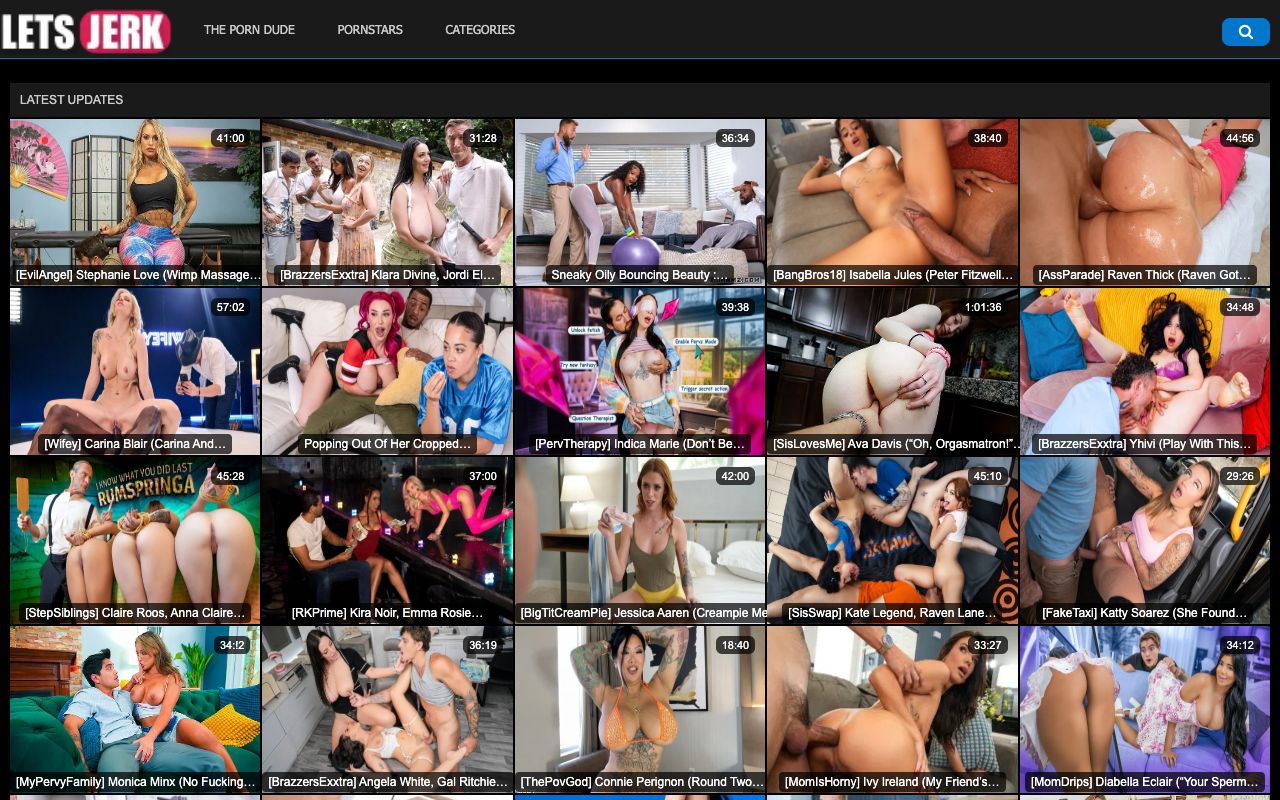 LETS JERK
THE PORN DUDE
PORNSTARS
CATEGORIES
LATEST UPDATES
41:00
[EvilAngel] Stephanie Love (Wimp Massage…
31:28
[BrazzersExxtra] Klara Divine, Jordi El…
36:34
Sneaky Oily Bouncing Beauty :…
38:40
[BangBros18] Isabella Jules (Peter Fitzwell…
44:56
[AssParade] Raven Thick (Raven Got…
57:02
[Wifey] Carina Blair (Carina And…
Popping Out Of Her Cropped…
39:38
Unlock fetish
Enable Pervy Mode
Try new fantasy
Trigger secret action
Question Therapist
[PervTherapy] Indica Marie (Don't Be…
1:01:36
[SisLovesMe] Ava Davis ("Oh, Orgasmatron!"…
34:48
[BrazzersExxtra] Yhivi (Play With This…
I KNOW WHAT YOU DID LAST
RUMSPRINGA
45:28
[StepSiblings] Claire Roos, Anna Claire…
37:00
[RKPrime] Kira Noir, Emma Rosie…
42:00
[BigTitCreamPie] Jessica Aaren (Creampie Me
45:10
[SisSwap] Kate Legend, Raven Lane…
29:26
[FakeTaxi] Katty Soarez (She Found…
34:12
[MyPervyFamily] Monica Minx (No Fucking…
36:19
[BrazzersExxtra] Angela White, Gal Ritchie…
18:40
[ThePovGod] Connie Perignon (Round Two…
33:27
[MomIsHorny] Ivy Ireland (My Friend's…
34:12
[MomDrips] Diabella Eclair ("Your Sperm…